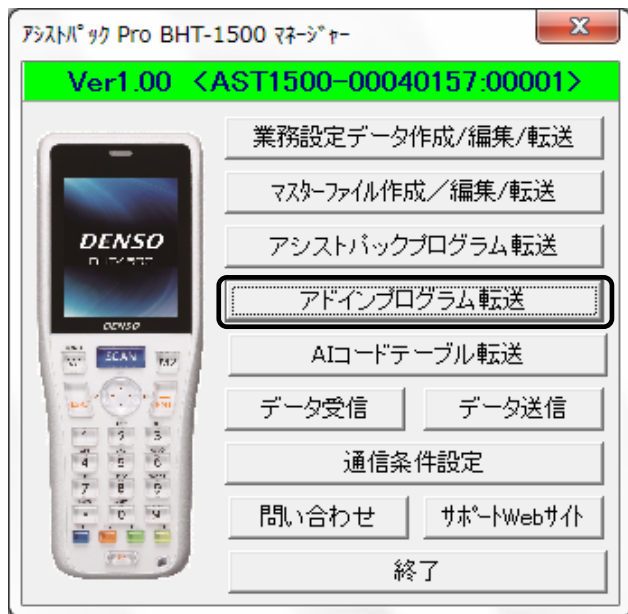 ｱｼｽﾄﾊﾟｯｸ Pro BHT-1500 ﾏﾈｰｼﾞｬｰ
Ver1.00 <AST1500-00040157:00001>
業務設定データ作成/編集/転送
ﾏｽﾀｰﾌｧｲﾙ作成／編集/転送
アシストパックプログラム転送
アドインプログラム転送
AIコードテーブル転送
データ受信 データ送信
通信条件設定
問い合わせ ｻﾎﾟｰﾄWebｻｲﾄ
終了
DENSO
DENSO
SCAN